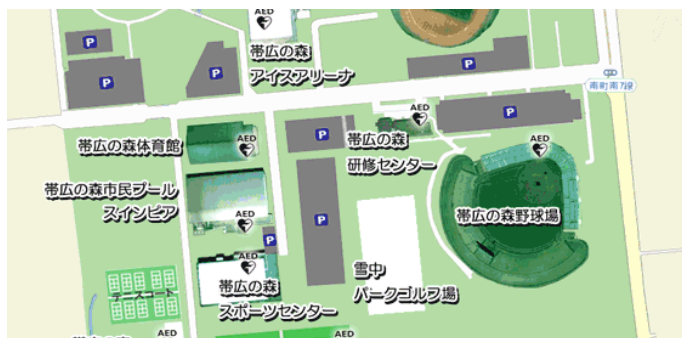 AED
P
P
帯広の森
アイスアリーナ
P
P
P
南町南7線
AED
P
P
帯広の森体育館
AED
帯広の森
研修センター
AED
帯広の森市民プール
スインピア
AED
P
帯広の森野球場
P
AED
帯広の森
スポーツセンター
雪中
パークゴルフ場
テニスコート
AED
AED